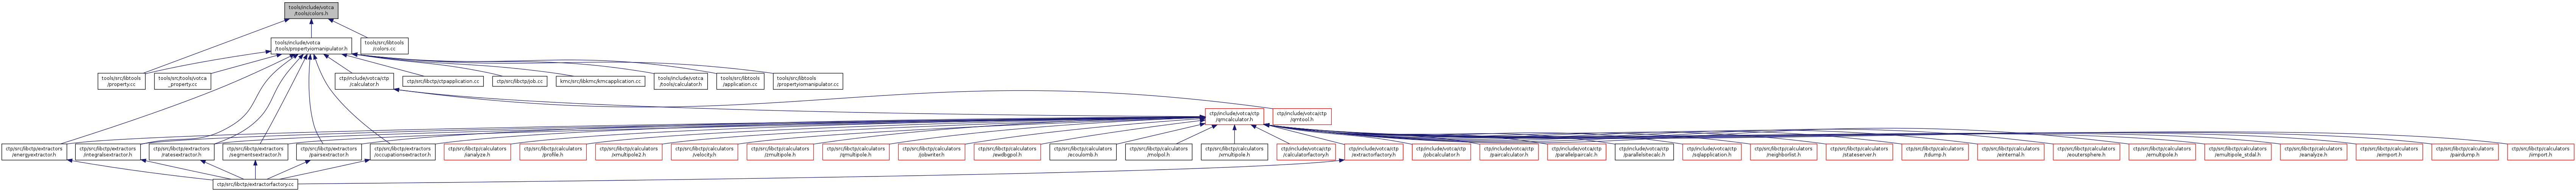 tools/include/votca
/tools/colors.h
tools/include/votca
/tools/propertyiomanipulator.h
tools/src/libtools
/colors.cc
tools/src/libtools
/property.cc
tools/src/tools/votca
_property.cc
ctp/include/votca/ctp
/calculator.h
ctp/src/libctp/ctpapplication.cc
ctp/src/libctp/job.cc
kmc/src/libkmc/kmcapplication.cc
tools/include/votca
/tools/calculator.h
tools/src/libtools
/application.cc
tools/src/libtools
/propertyiomanipulator.cc
ctp/include/votca/ctp
/qmcalculator.h
ctp/include/votca/ctp
/qmtool.h
ctp/src/libctp/extractors
/energyextractor.h
ctp/src/libctp/extractors
/integralsextractor.h
ctp/src/libctp/extractors
/ratesextractor.h
ctp/src/libctp/extractors
/segmentsextractor.h
ctp/src/libctp/extractors
/pairsextractor.h
ctp/src/libctp/extractors
/occupationsextractor.h
ctp/src/libctp/calculators
/ianalyze.h
ctp/src/libctp/calculators
/profile.h
ctp/src/libctp/calculators
/xmultipole2.h
ctp/src/libctp/calculators
/velocity.h
ctp/src/libctp/calculators
/zmultipole.h
ctp/src/libctp/calculators
/qmultipole.h
ctp/src/libctp/calculators
/jobwriter.h
ctp/src/libctp/calculators
/ewdbgpol.h
ctp/src/libctp/calculators
/ecoulomb.h
ctp/src/libctp/calculators
/molpol.h
ctp/src/libctp/calculators
/vxmultipole.h
ctp/include/votca/ctp
/calculatorfactory.h
ctp/include/votca/ctp
/extractorfactory.h
ctp/include/votca/ctp
/jobcalculator.h
ctp/include/votca/ctp
/paircalculator.h
ctp/include/votca/ctp
/parallelpaircalc.h
ctp/include/votca/ctp
/parallelsitecalc.h
ctp/include/votca/ctp
/sqlapplication.h
ctp/src/libctp/calculators
/neighborlist.h
ctp/src/libctp/calculators
/stateserver.h
ctp/src/libctp/calculators
/tdump.h
ctp/src/libctp/calculators
/einternal.h
ctp/src/libctp/calculators
/eoutersphere.h
ctp/src/libctp/calculators
/emultipole.h
ctp/src/libctp/calculators
/emultipole_stdal.h
ctp/src/libctp/calculators
/eanalyze.h
ctp/src/libctp/calculators
/eimport.h
ctp/src/libctp/calculators
/pairdump.h
ctp/src/libctp/calculators
/iimport.h
ctp/src/libctp/extractorfactory.cc